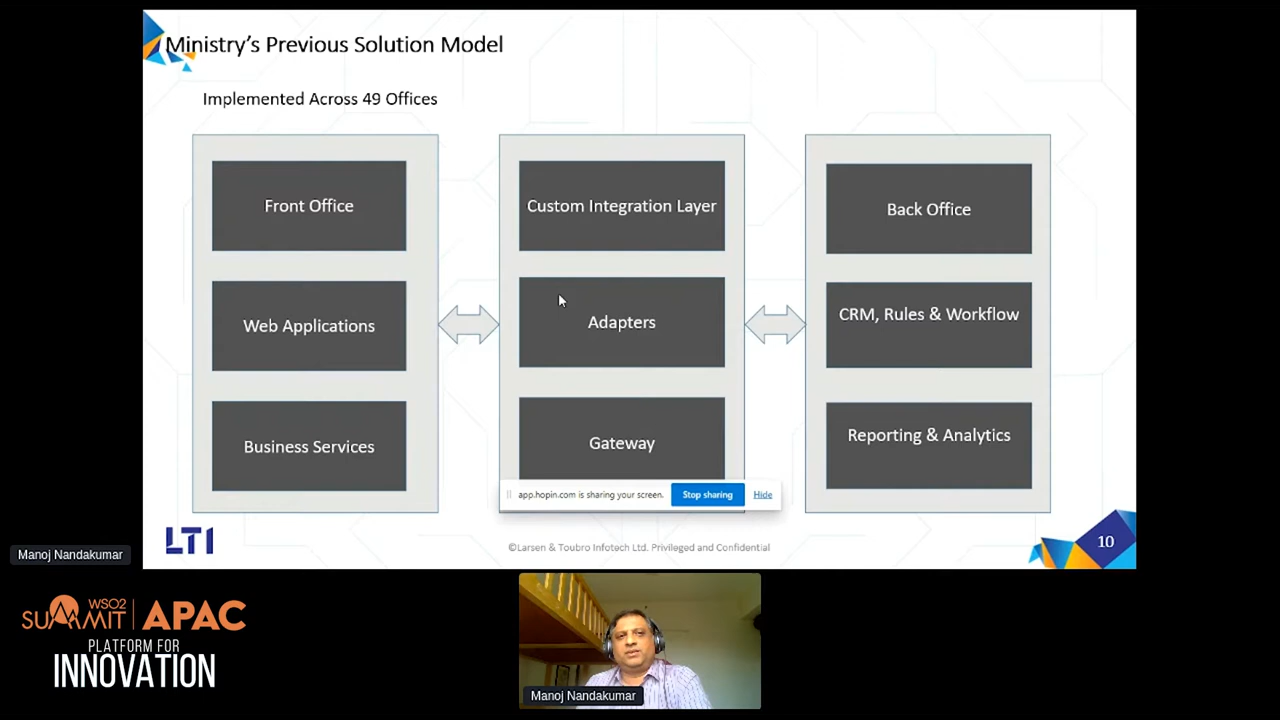 Ministry's Previous Solution Model
Implemented Across 49 Offices
Front Office
Web Applications
Business Services
Custom Integration Layer
Adapters
Gateway
Back Office
CRM, Rules & Workflow
Reporting & Analytics
app.hopin.com is sharing your screen.
Stop sharing
Hide
LTI
©Larsen & Toubro Infotech Ltd. Privileged and Confidential
10
Manoj Nandakumar
WSO2
SUMMIT APAC
PLATFORM FOR
INNOVATION
Manoj Nandakumar